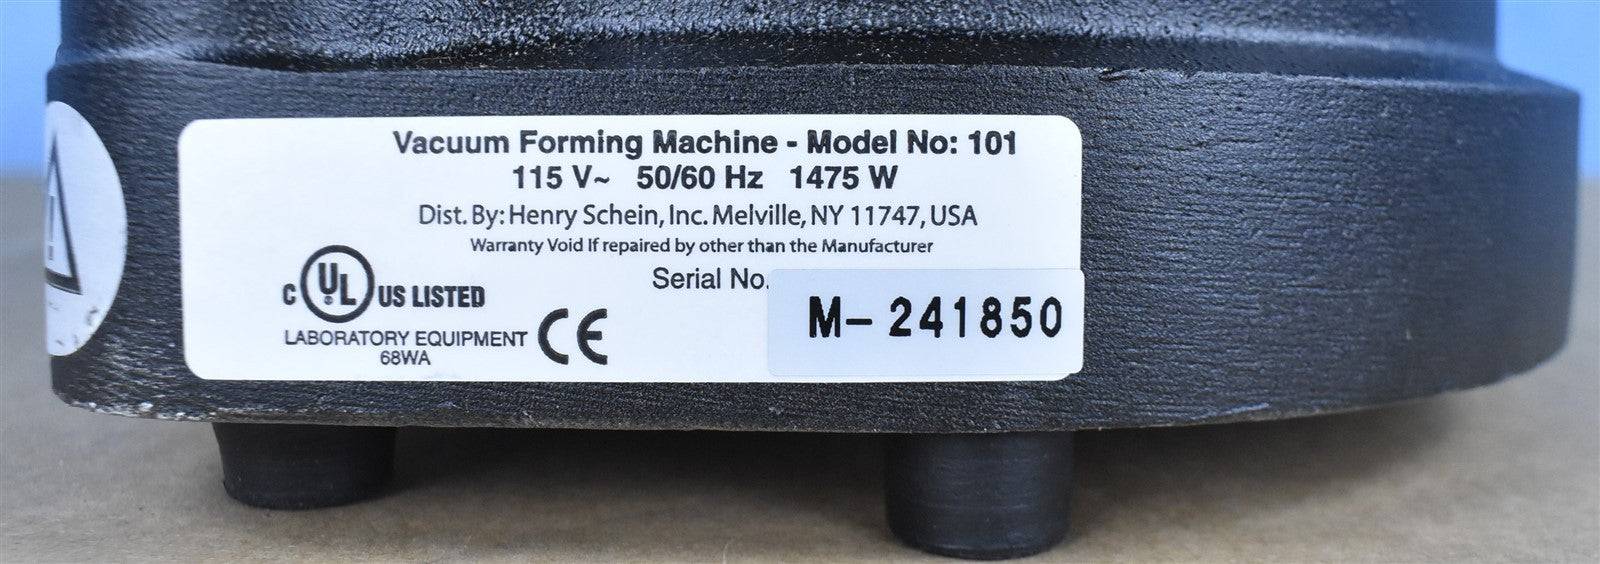 Vacuum Forming Machine - Model No: 101
115 V~ 50/60 Hz 1475 W
Dist. By: Henry Schein, Inc. Melville, NY 11747, USA
Warranty Void If repaired by other than the Manufacturer
Serial No.
M-241850
C UL US LISTED
LABORATORY EQUIPMENT
68WA
CE